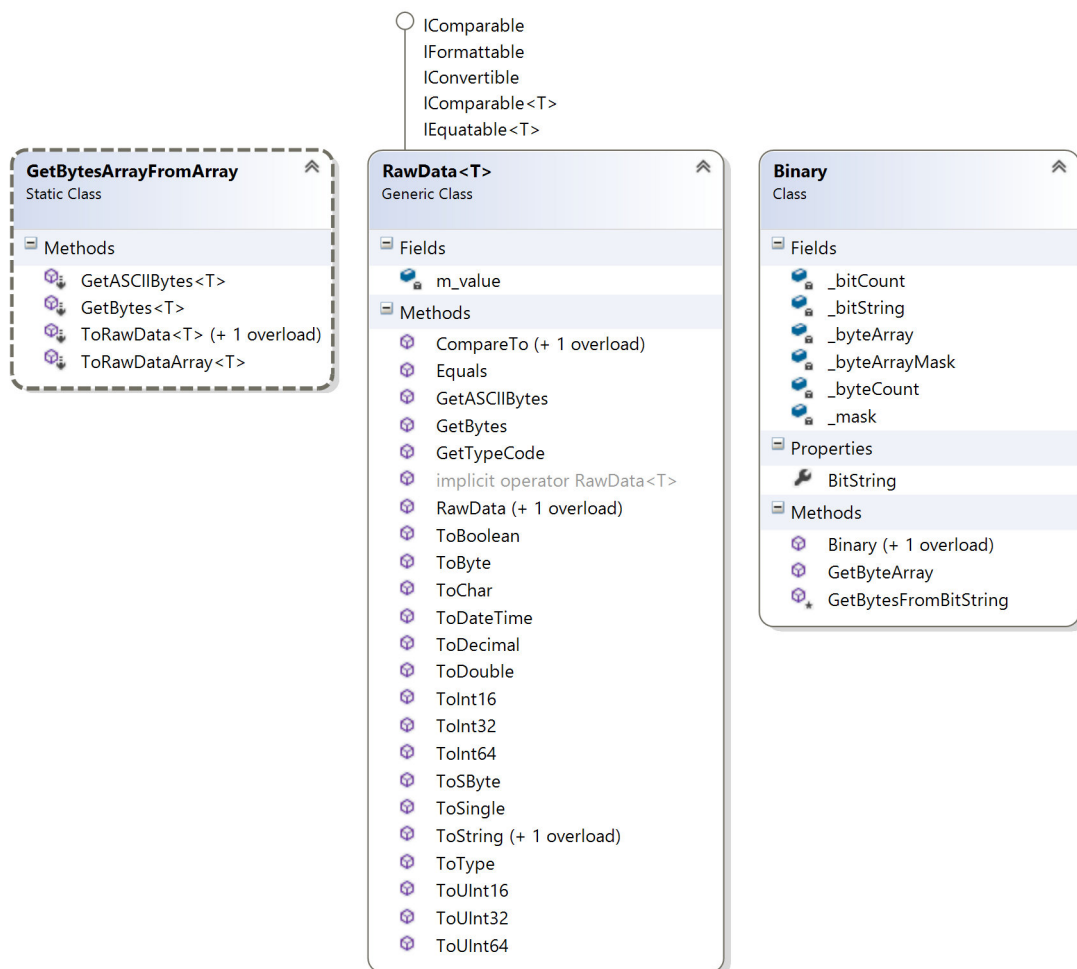 IComparable
IFormattable
IConvertible
IComparable<T>
IEquatable<T>
GetBytesArrayFromArray
Static Class
Methods
GetASCIIBytes<T>
GetBytes<T>
ToRawData<T> (+ 1 overload)
ToRawDataArray<T>
RawData<T>
Generic Class
Fields
m_value
Methods
CompareTo (+ 1 overload)
Equals
GetASCIIBytes
GetBytes
GetTypeCode
implicit operator RawData<T>
RawData (+ 1 overload)
ToBoolean
ToByte
ToChar
ToDateTime
ToDecimal
ToDouble
ToInt16
ToInt32
ToInt64
ToSByte
ToSingle
ToString (+ 1 overload)
ToType
ToUInt16
ToUInt32
ToUInt64
Binary
Class
Fields
_bitCount
_bitString
_byteArray
_byteArrayMask
_byteCount
_mask
Properties
BitString
Methods
Binary (+ 1 overload)
GetByteArray
GetBytesFromBitString